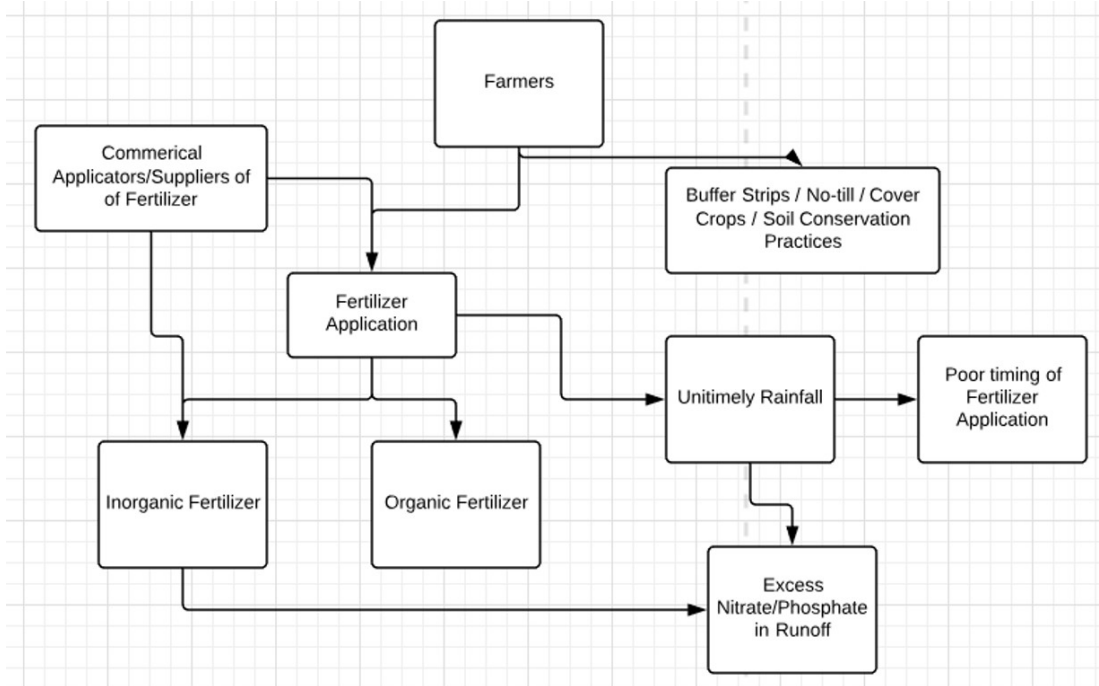 Farmers
Commerical
Applicators/Suppliers of
of Fertilizer
Buffer Strips / No-till / Cover
Crops / Soil Conservation
Practices
Fertilizer
Application
Unitimely Rainfall
Poor timing of
Fertilizer
Application
Inorganic Fertilizer
Organic Fertilizer
Excess
Nitrate/Phosphate
in Runoff